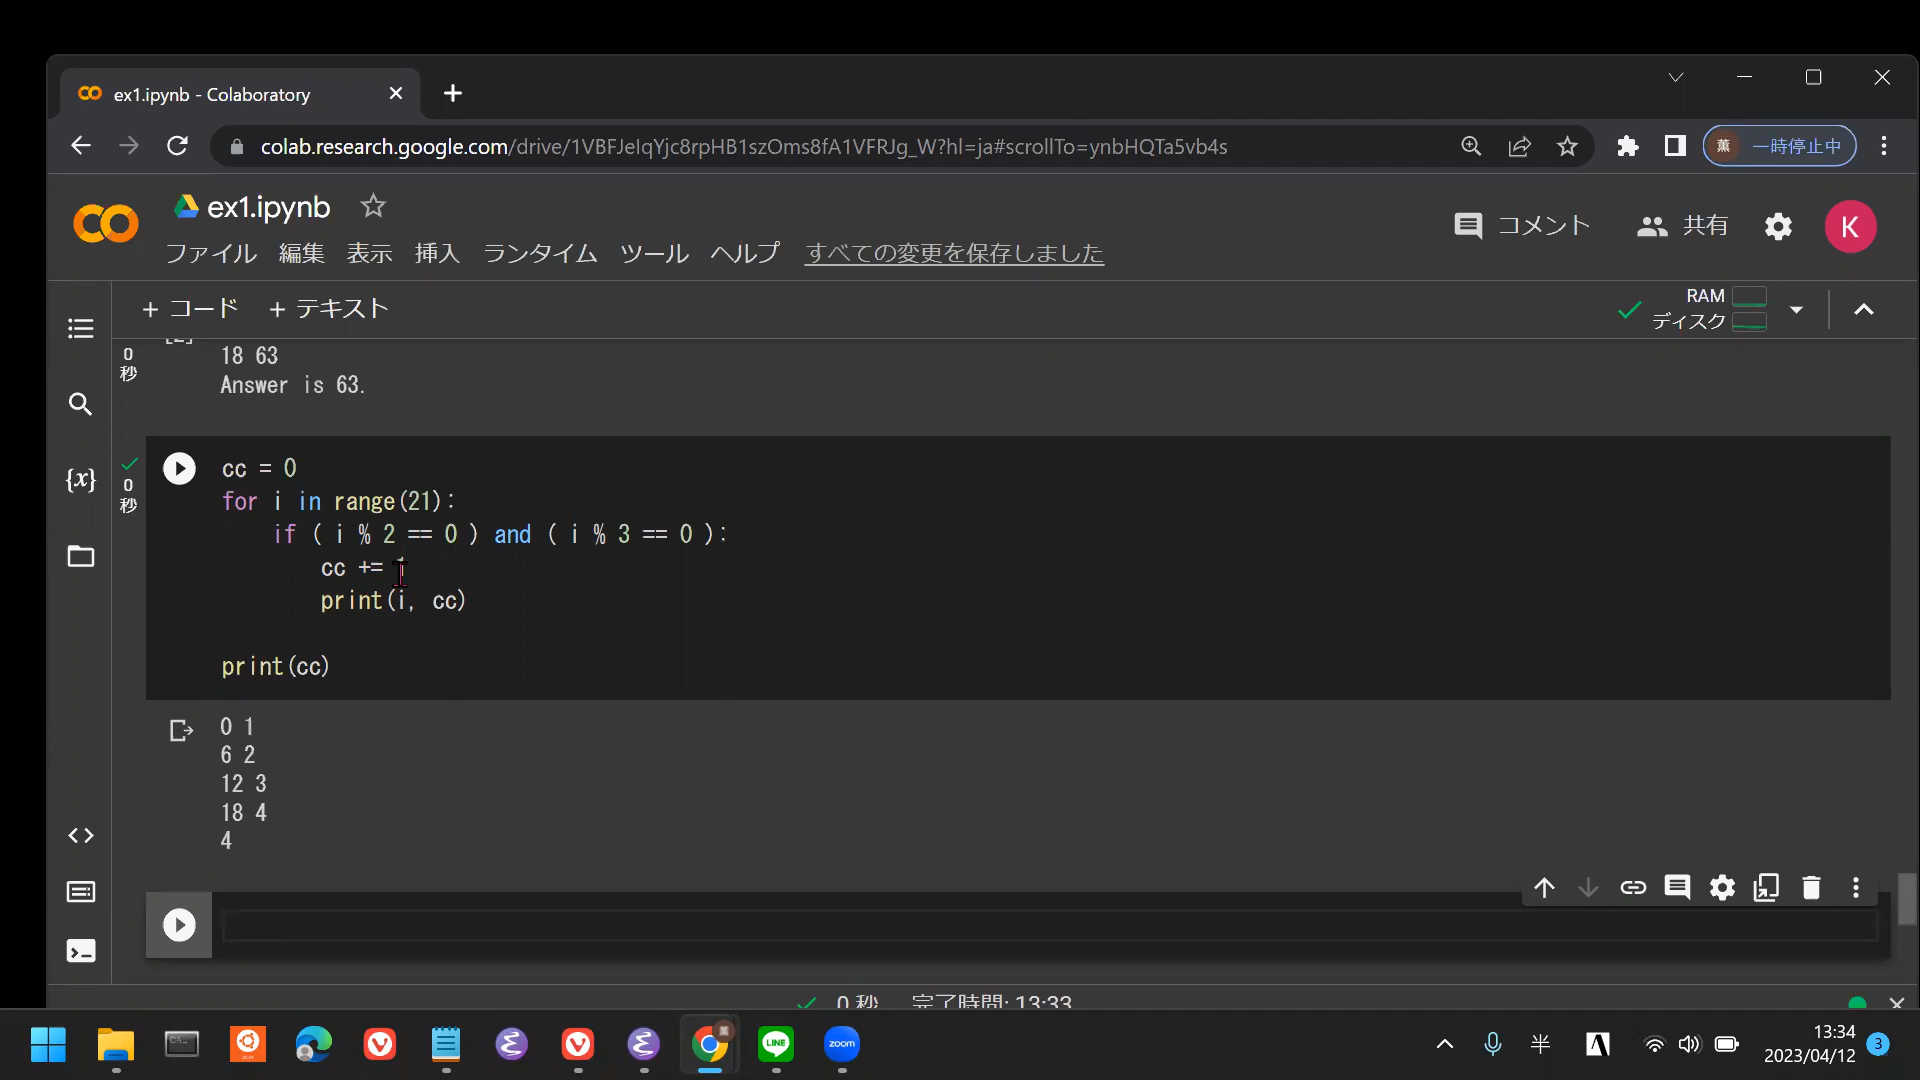 ex1.ipynb - Colaboratory
colab.research.google.com/drive/1VBFJeIqYjc8rpHB1szOms8fA1VFRJg_W?hl=ja#scrollTo=ynbHQTa5vb4s
薫 一時停止中
ex1.ipynb
コメント 共有 K
ファイル 編集 表示 挿入 ランタイム ツール ヘルプ すべての変更を保存しました
+ コード + テキスト
RAM
ディスク
0
秒
18 63
Answer is 63.
{x}
0
秒
cc = 0
for i in range(21):
if ( i % 2 == 0 ) and ( i % 3 == 0 ):
cc += 1
print(i, cc)
print(cc)
0 1
6 2
12 3
18 4
4
0 秒 完了時間: 13:33
LINE
zoom
半
A
13:34
2023/04/12
3